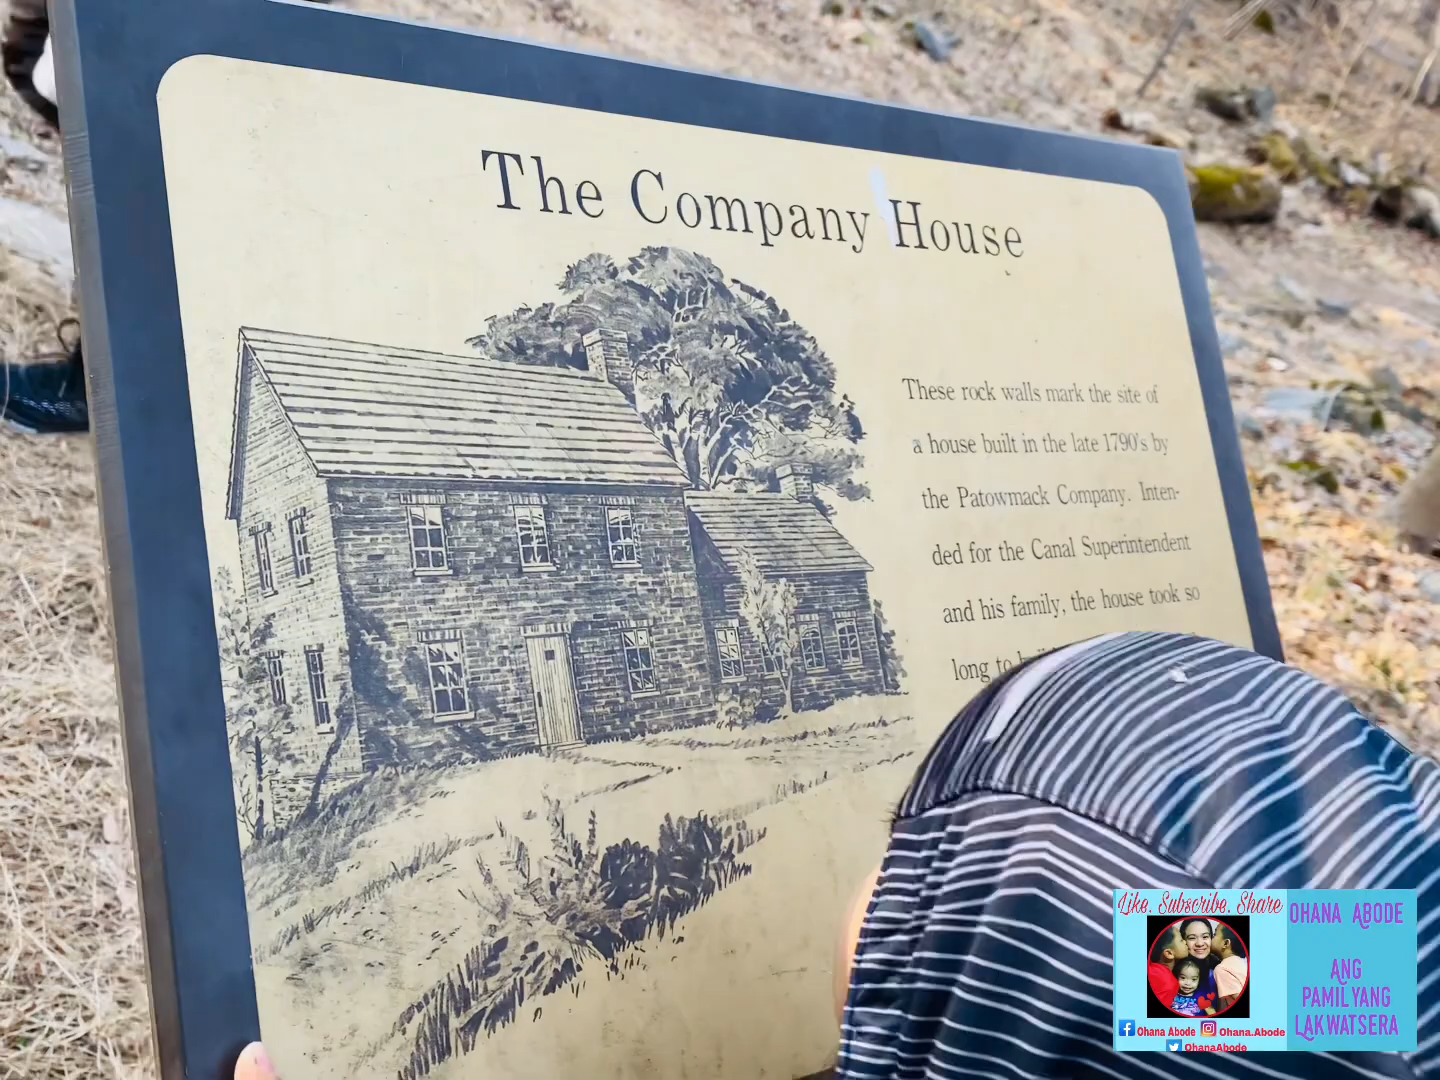 The Company House
These rock walls mark the site of
a house built in the late 1790's by
the Patowmack Company. Inten-
ded for the Canal Superintendent
and his family, the house took so
long to
Like. Subscribe. Share
OHANA ABODE
ANG
PAMILYANG
LAKWATSERA
Ohana Abode
Ohana.Abode
OhanaAbode